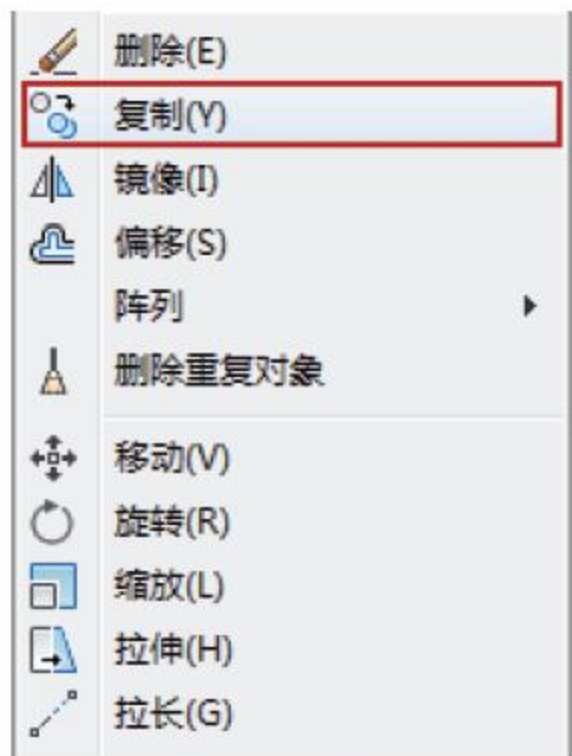 删除(E)
复制(Y)
镜像(I)
偏移(S)
阵列
删除重复对象
移动(V)
旋转(R)
缩放(L)
拉伸(H)
拉长(G)